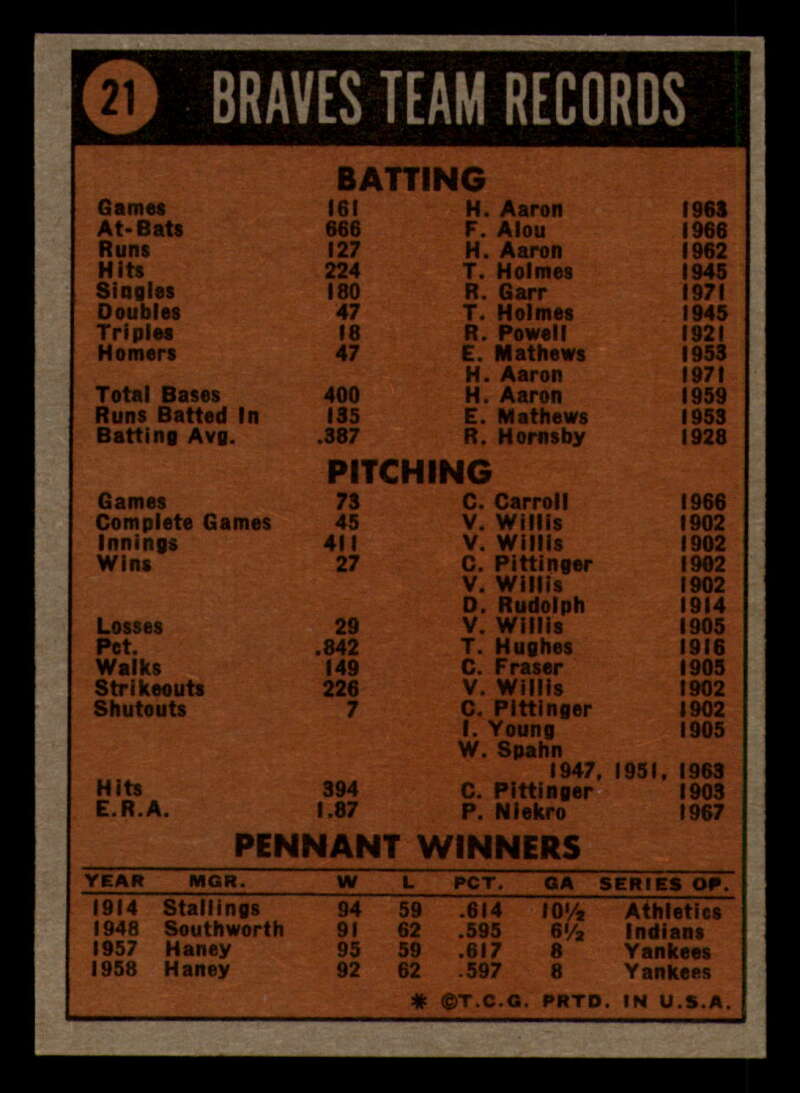 21 BRAVES TEAM RECORDS
BATTING
Games 161 H. Aaron 1963
At-Bats 666 F. Alou 1966
Runs 127 H. Aaron 1962
Hits 224 T. Holmes 1945
Singles 180 R. Garr 1971
Doubles 47 T. Holmes 1945
Triples 18 R. Powell 1921
Homers 47 E. Mathews 1953
H. Aaron 1971
Total Bases 400 H. Aaron 1959
Runs Batted In 135 E. Mathews 1953
Batting Avg. .387 R. Hornsby 1928
PITCHING
Games 73 C. Carroll 1966
Complete Games 45 V. Willis 1902
Innings 411 V. Willis 1902
Wins 27 C. Pittinger 1902
V. Willis 1902
D. Rudolph 1914
Losses 29 V. Willis 1905
Pct. .842 T. Hughes 1916
Walks 149 C. Fraser 1905
Strikeouts 226 V. Willis 1902
Shutouts 7 C. Pittinger 1902
I. Young 1905
W. Spahn
1947, 1951, 1963
Hits 394 C. Pittinger 1903
E.R.A. 1.87 P. Niekro 1967
PENNANT WINNERS
YEAR MGR. W L PCT. GA SERIES OP.
1914 Stallings 94 59 .614 10½ Athletics
1948 Southworth 91 62 .595 6½ Indians
1957 Haney 95 59 .617 8 Yankees
1958 Haney 92 62 .597 8 Yankees
* ©T.C.G. PRTD. IN U.S.A.